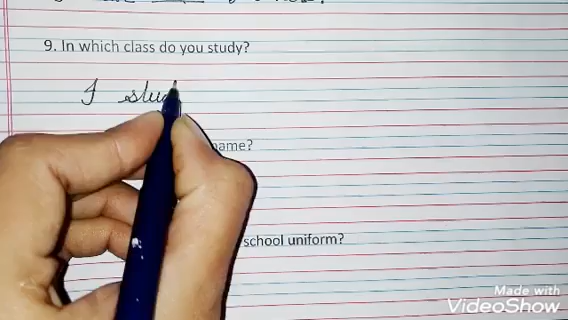 9. In which class do you study?
I stud
name?
school uniform?
Made with
VideoShow